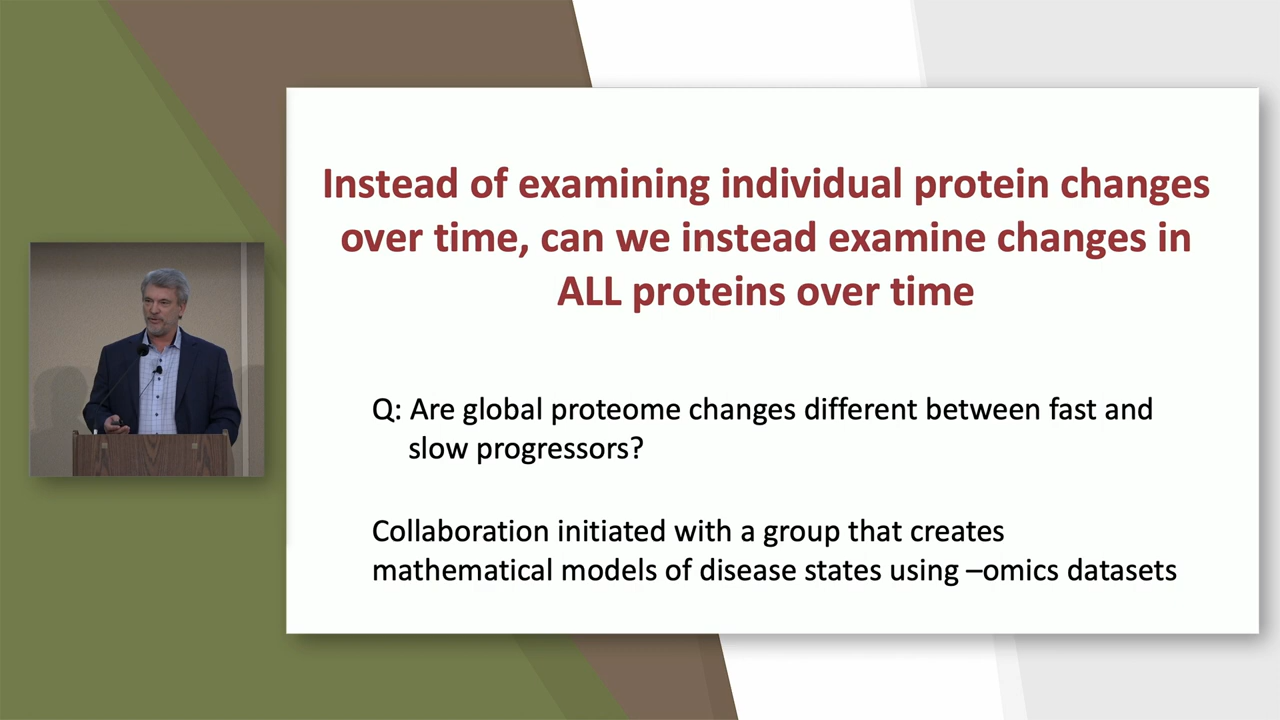 Instead of examining individual protein changes
over time, can we instead examine changes in
ALL proteins over time
Q: Are global proteome changes different between fast and
slow progressors?
Collaboration initiated with a group that creates
mathematical models of disease states using –omics datasets